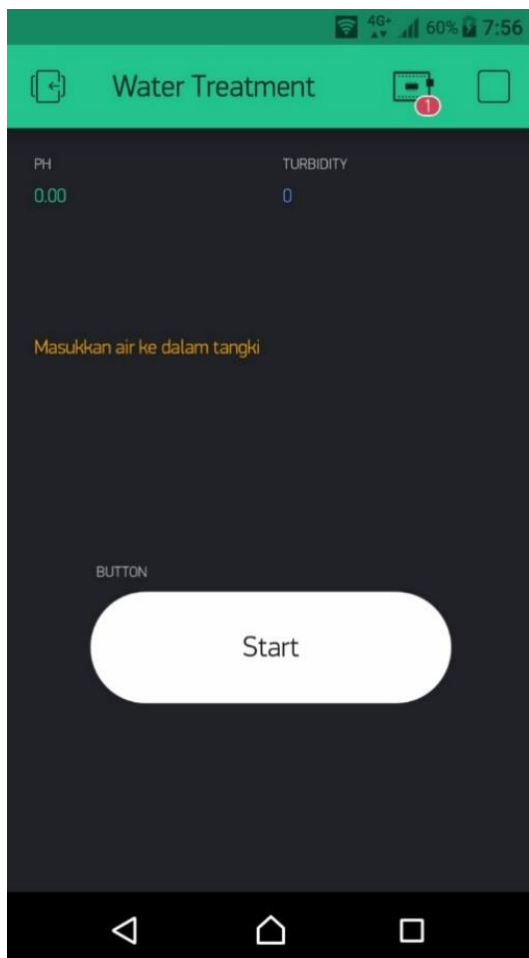 4G+ 60% 7:56
Water Treatment
1
PH TURBIDITY
0.00 0
Masukkan air ke dalam tangki
BUTTON
Start